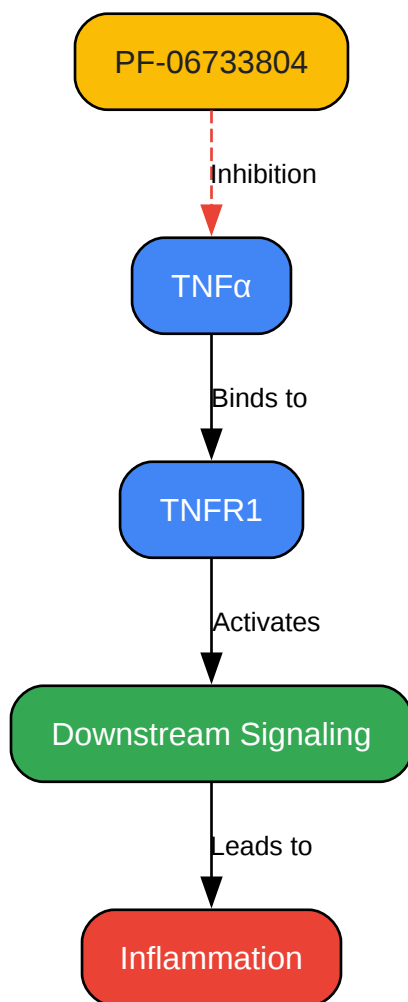 PF-06733804
Inhibition
TNFα
Binds to
TNFR1
Activates
Downstream Signaling
Leads to
Inflammation